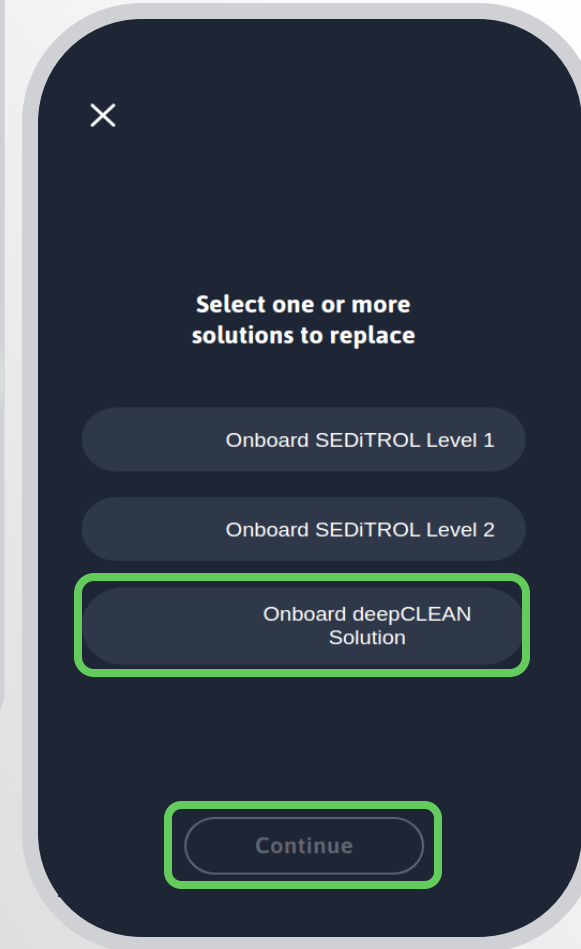 Select one or more
solutions to replace
Onboard SEDiTROL Level 1
Onboard SEDiTROL Level 2
Onboard deepCLEAN
Solution
Continue